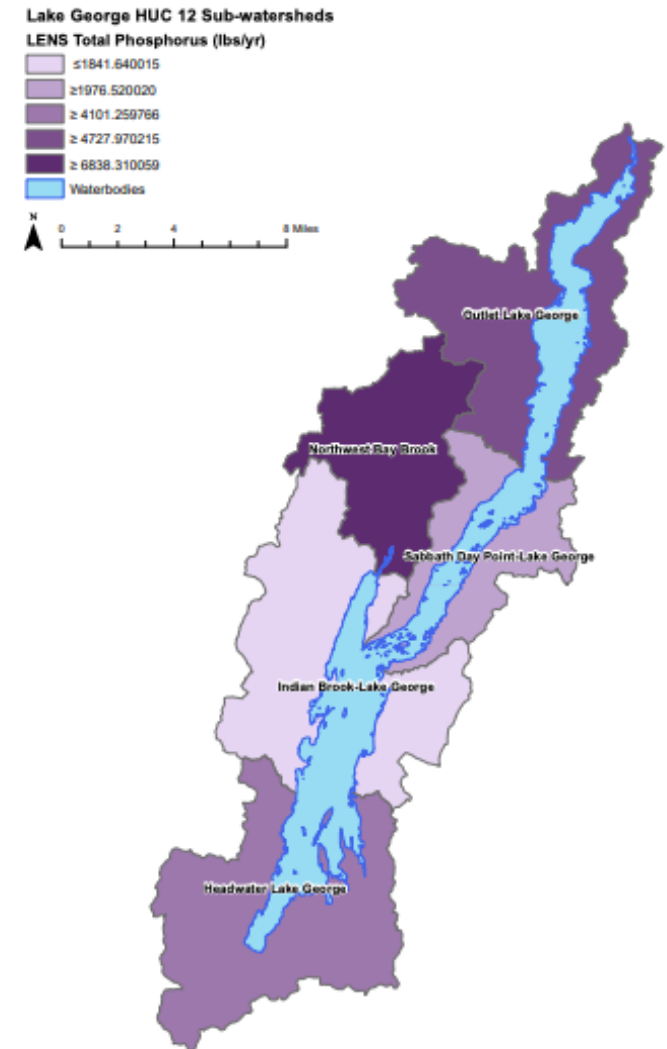 Lake George HUC 12 Sub-watersheds
LENS Total Phosphorus (lbs/yr)
≤1841.640015
≥1976.520020
≥ 4101.259766
≥ 4727.970215
≥ 6838.310059
Waterbodies
N
0 2 4 8 Miles
Outlet Lake George
Northwest Bay Brook
Sabbath Day Point-Lake George
Indian Brook-Lake George
Headwater Lake George